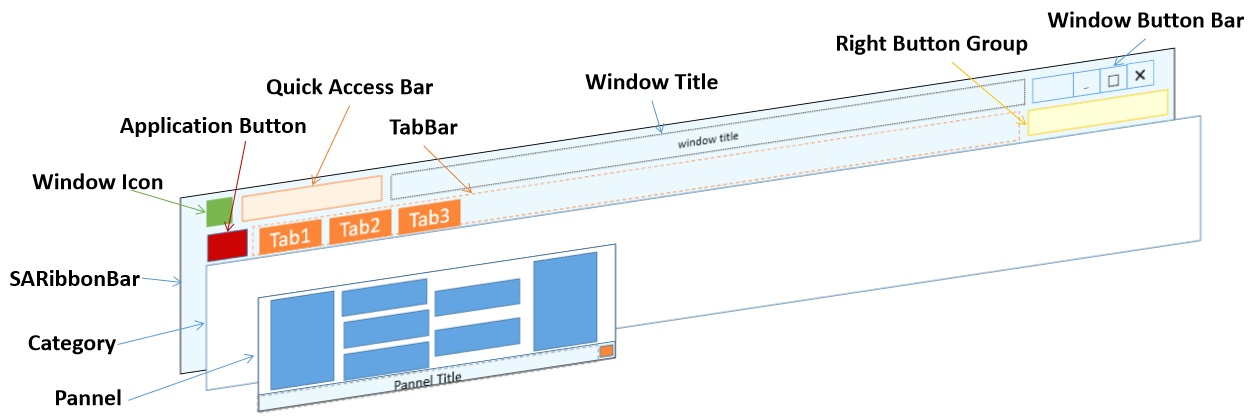 Window Button Bar
Right Button Group
Window Title
Quick Access Bar
TabBar
Application Button
window title
Window Icon
Tab1 Tab2 Tab3
SARibbonBar
Category
Pannel
Pannel Title